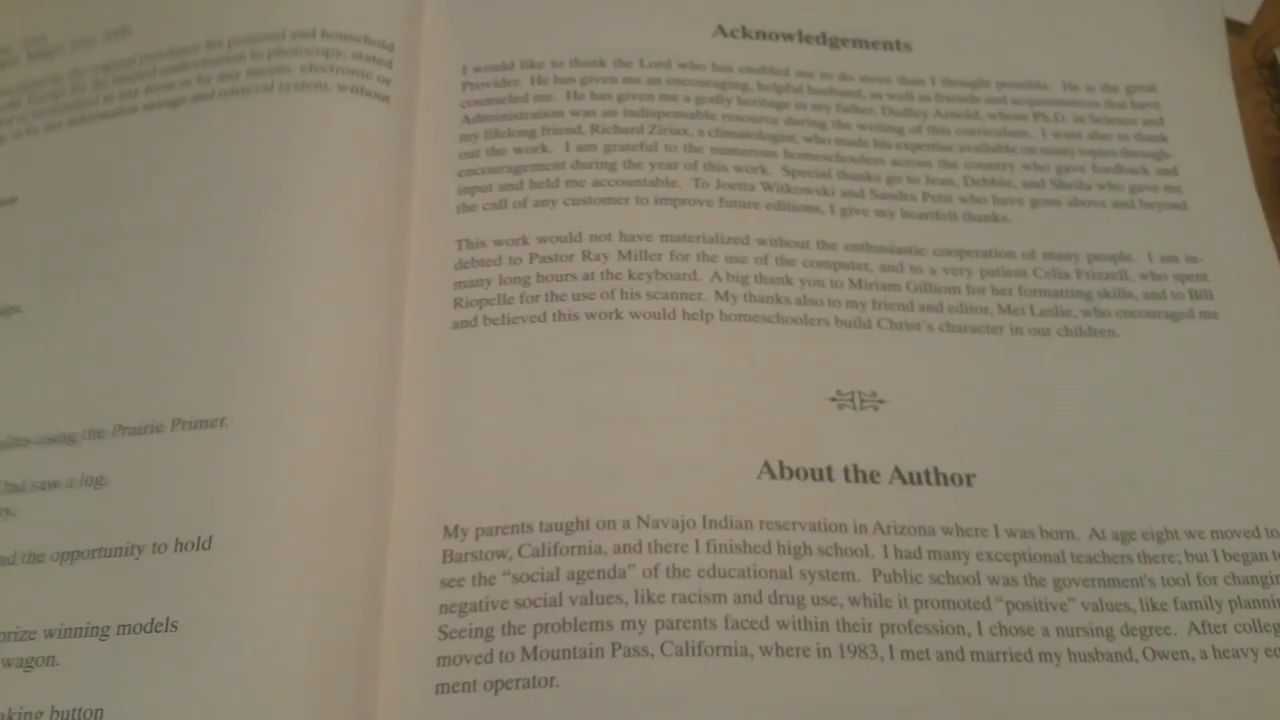 personal and household
to photocopy, stated
by any means, electronic or
and retrieval system, without
using the Prairie Primer.
saw a log.
the opportunity to hold
prize winning models
wagon.
button
Acknowledgements
I would like to thank the Lord who has enabled me to do more than I thought possible. He is the great
Provider. He has given me an encouraging, helpful husband, as well as friends and acquaintances that have
counseled me. He has given me a godly heritage in my father, Dudley Arnold, whose Ph.D. in Science and
Administration was an indispensable resource during the writing of this curriculum. I want also to thank
my lifelong friend, Richard Ziriax, a climatologist, who made his expertise available on many topics through-
out the work. I am grateful to the numerous homeschoolers across the country who gave feedback and
encouragement during the year of this work. Special thanks go to Jean, Debbie, and Sheila who gave me
input and held me accountable. To Joetta Witkowski and Sandra Petit who have gone above and beyond
the call of any customer to improve future editions, I give my heartfelt thanks.
This work would not have materialized without the enthusiastic cooperation of many people. I am in-
debted to Pastor Ray Miller for the use of the computer, and to a very patient Celia Frizzell, who spent
many long hours at the keyboard. A big thank you to Miriam Gilliom for her formatting skills, and to Bill
Riopelle for the use of his scanner. My thanks also to my friend and editor, Mei Leslie, who encouraged me
and believed this work would help homeschoolers build Christ's character in our children.
About the Author
My parents taught on a Navajo Indian reservation in Arizona where I was born. At age eight we moved to
Barstow, California, and there I finished high school. I had many exceptional teachers there; but I began
see the “social agenda” of the educational system. Public school was the government's tool for
negative social values, like racism and drug use, while it promoted “positive” values, like family
Seeing the problems my parents faced within their profession, I chose a nursing degree. After
moved to Mountain Pass, California, where in 1983, I met and married my husband, Owen, a heavy
ment operator.